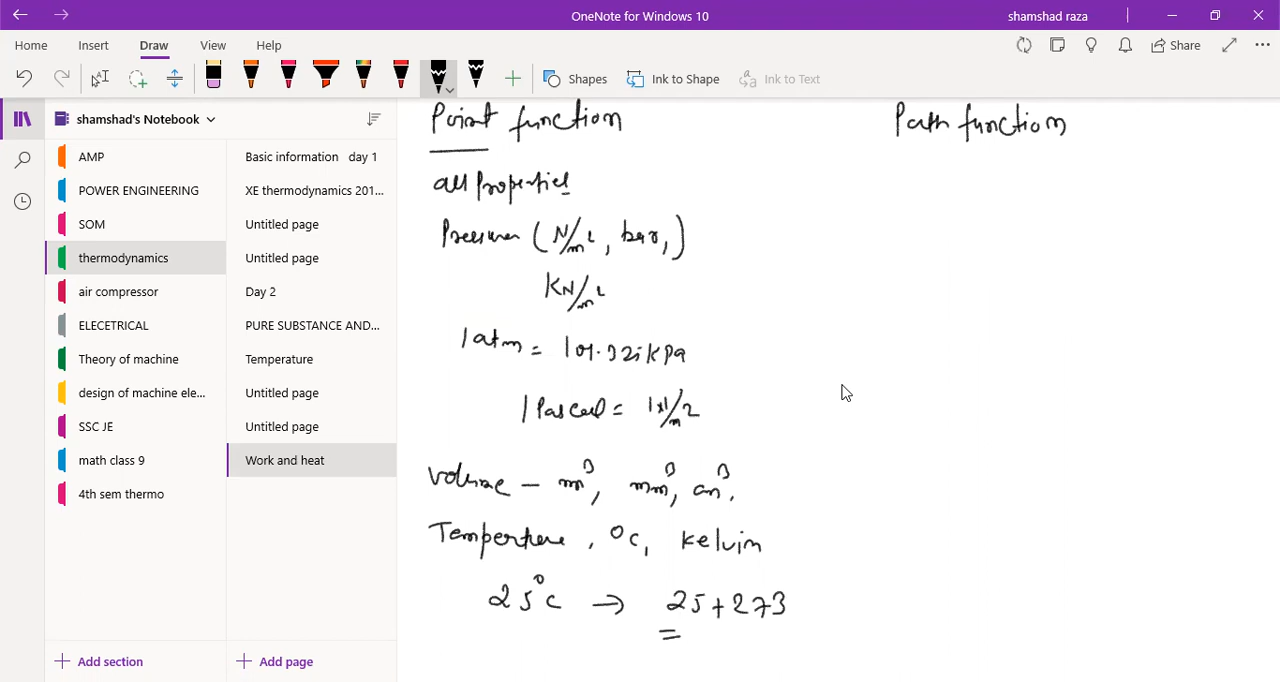 OneNote for Windows 10
shamshad raza
Home Insert Draw View Help
Share
Shapes
Ink to Shape
Ink to Text
shamshad's Notebook
AMP
POWER ENGINEERING
SOM
thermodynamics
air compressor
ELECETRICAL
Theory of machine
design of machine ele...
SSC JE
math class 9
4th sem thermo
Add section
Basic information day 1
XE thermodynamics 201...
Untitled page
Untitled page
Day 2
PURE SUBSTANCE AND...
Temperature
Untitled page
Untitled page
Work and heat
Add page
Point function
all Properties
Pressure (N/m², bar,)
KN/m²
1 atm = 101.325 kPa
1 Pascal = 1N/m2
Volume - m³, mm³, cm³.
Temperture, °C, Kelvin
25°C → 25+273
=
Path function